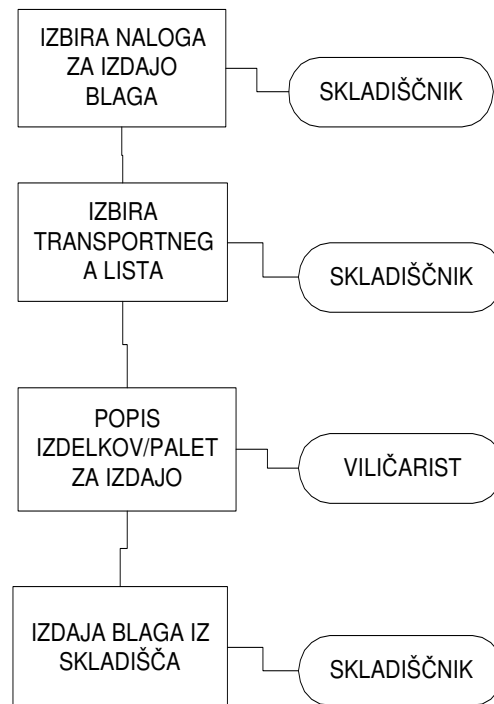 IZBIRA NALOGA
ZA IZDAJO
BLAGA
SKLADIŠČNIK
IZBIRA
TRANSPORTNEG
A LISTA
SKLADIŠČNIK
POPIS
IZDELKOV/PALET
ZA IZDAJO
VILIČARIST
IZDAJA BLAGA IZ
SKLADIŠČA
SKLADIŠČNIK